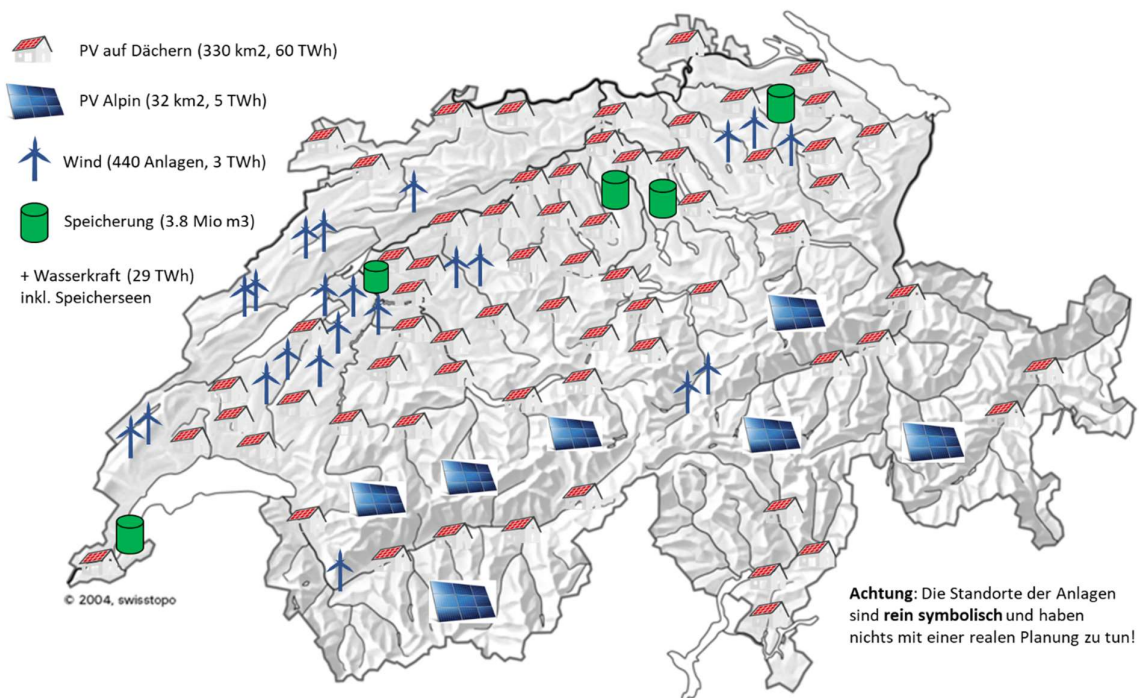 PV auf Dächern (330 km2, 60 TWh)
PV Alpin (32 km2, 5 TWh)
Wind (440 Anlagen, 3 TWh)
Speicherung (3.8 Mio m3)
+ Wasserkraft (29 TWh)
inkl. Speicherseen
© 2004, swisstopo
Achtung: Die Standorte der Anlagen
sind rein symbolisch und haben
nichts mit einer realen Planung zu tun!